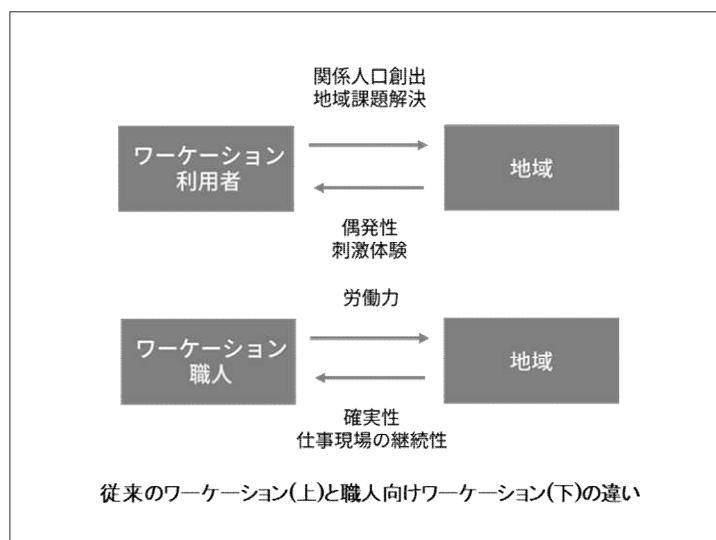 関係人口創出
地域課題解決
ワーケーション
利用者
地域
偶発性
刺激体験
労働力
ワーケーション
職人
地域
確実性
仕事現場の継続性
従来のワーケーション(上)と職人向けワーケーション(下)の違い